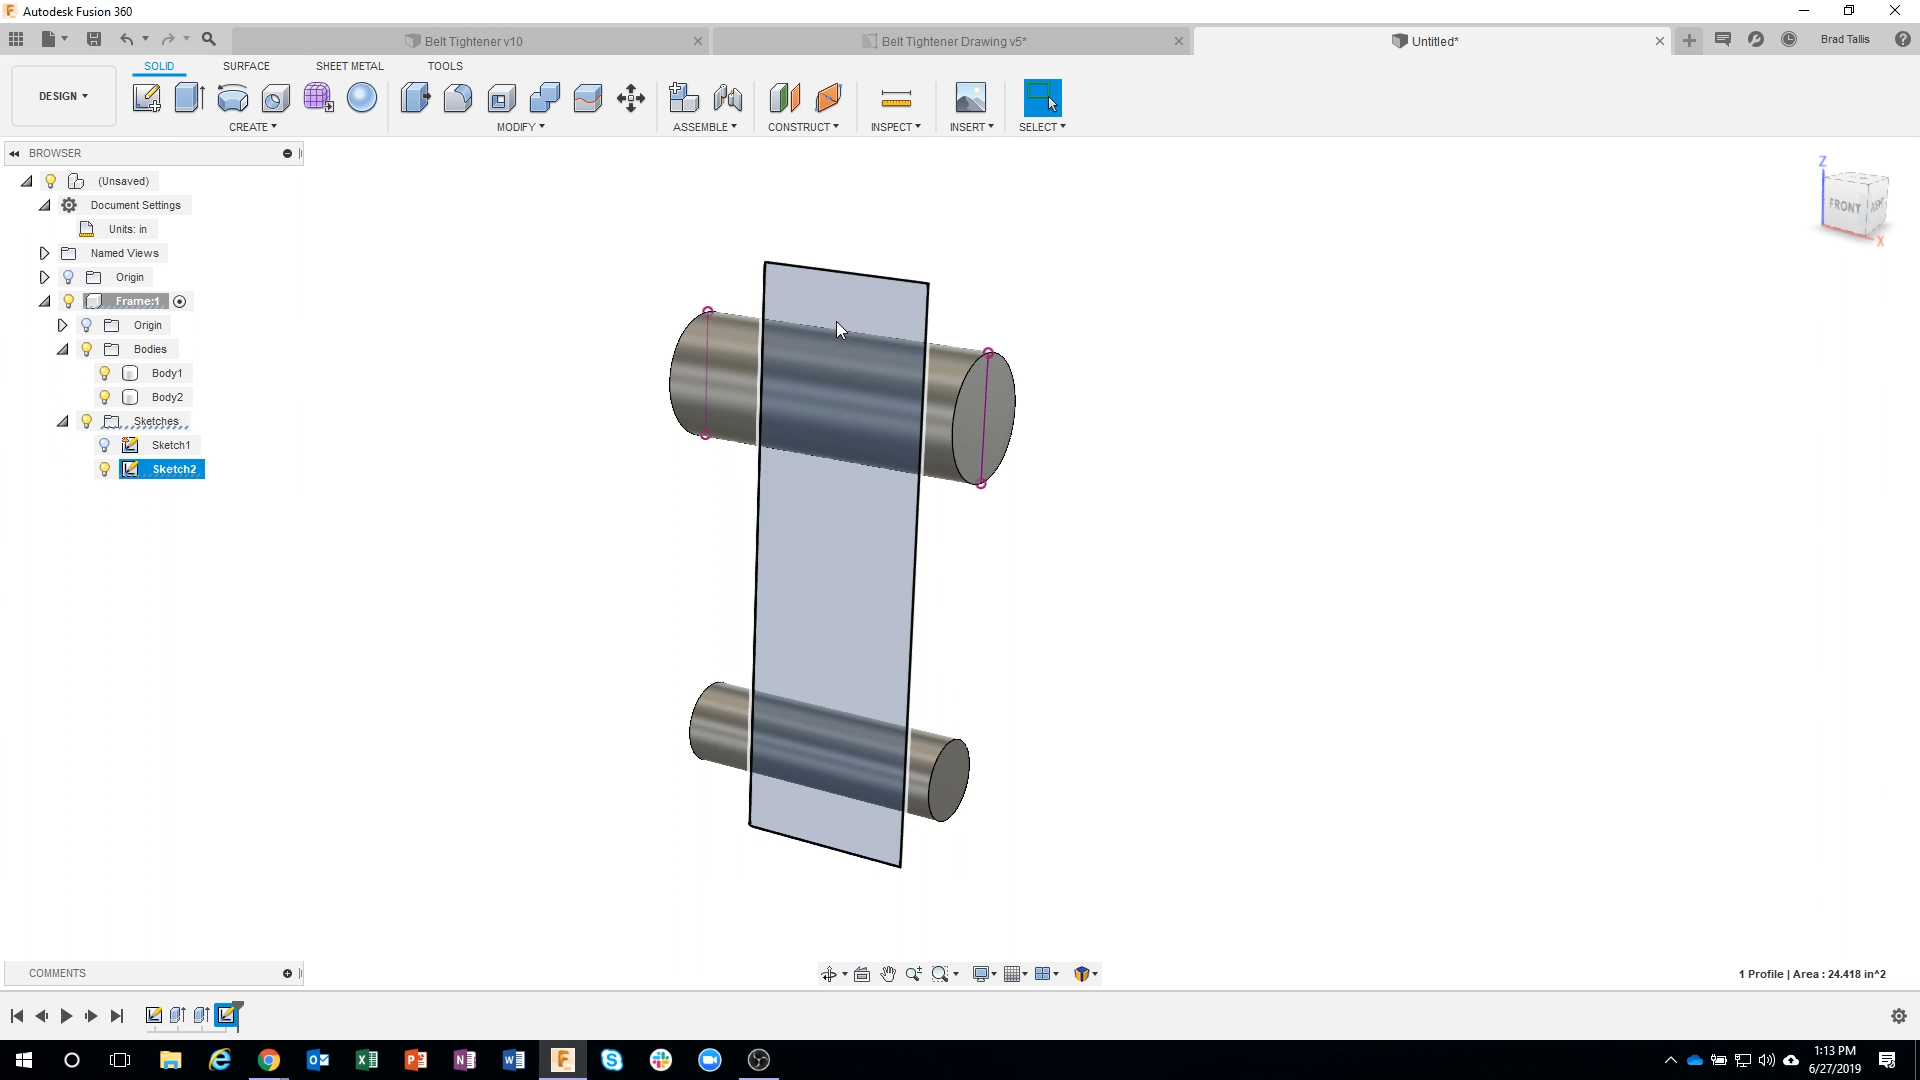 Autodesk Fusion 360
Belt Tightener v10
Belt Tightener Drawing v5*
Untitled*
Brad Tallis
SOLID
SURFACE
SHEET METAL
TOOLS
DESIGN
CREATE
MODIFY
ASSEMBLE
CONSTRUCT
INSPECT
INSERT
SELECT
BROWSER
(Unsaved)
Document Settings
Units: in
Named Views
Origin
Frame:1
Origin
Bodies
Body1
Body2
Sketches
Sketch1
Sketch2
Z
FRONT
RIGHT
X
COMMENTS
1 Profile | Area : 24.418 in^2
1:13 PM
6/27/2019